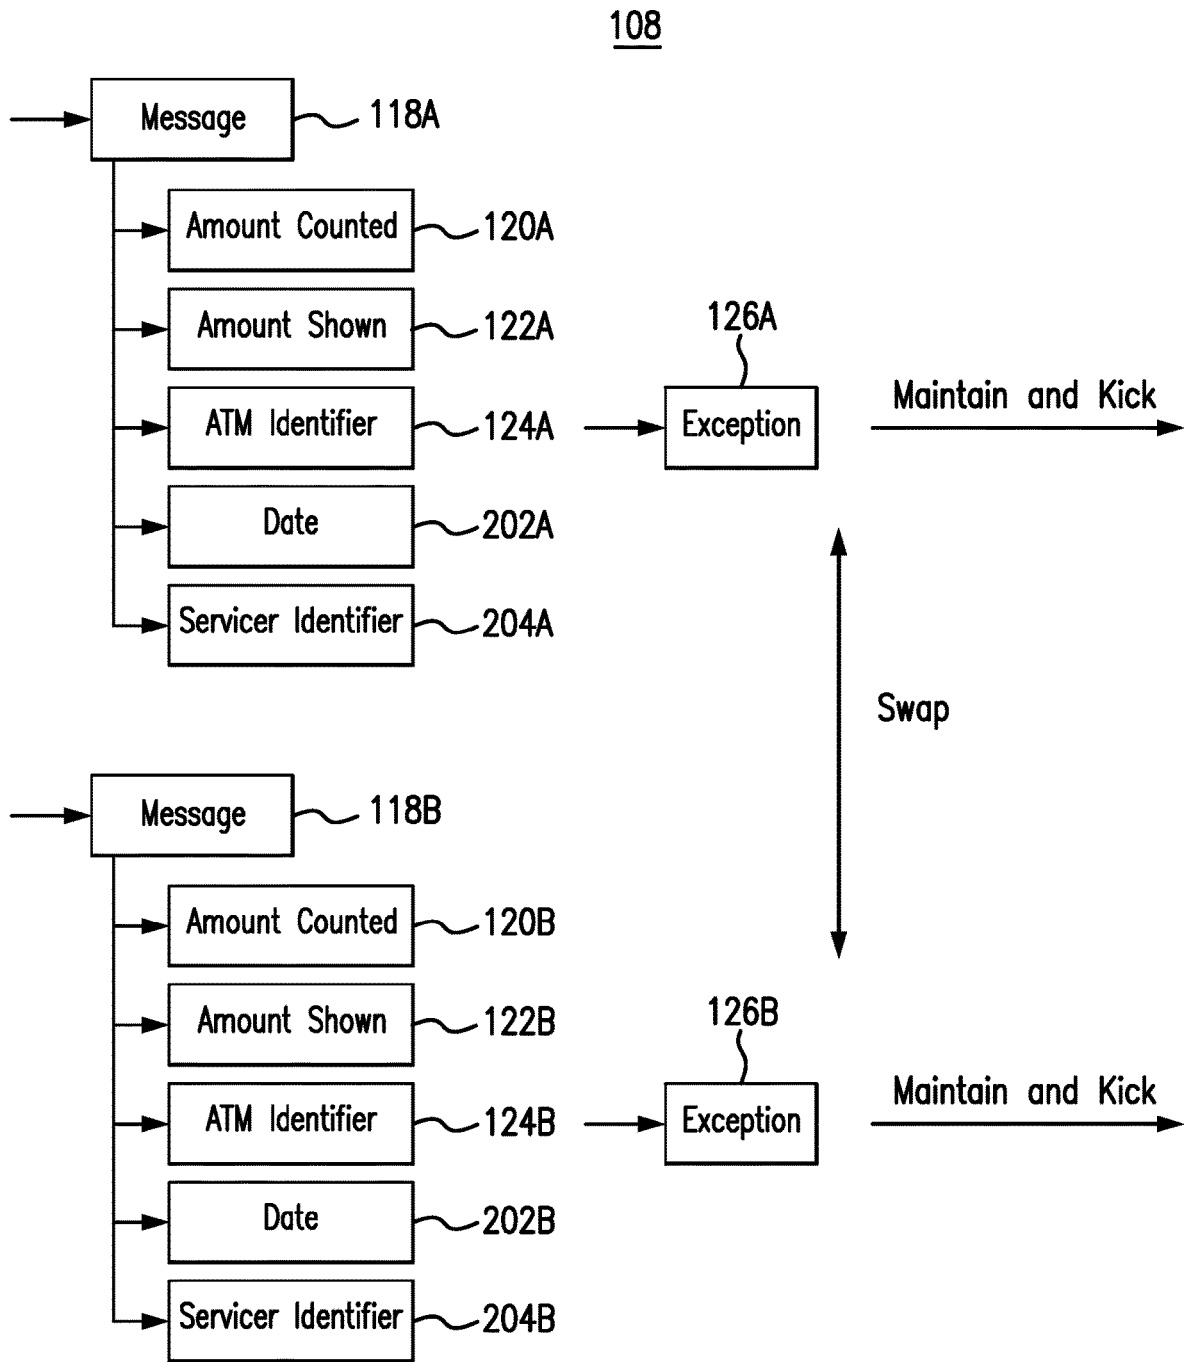 108
Message 118A
Amount Counted 120A
Amount Shown 122A
ATM Identifier 124A
Date 202A
Servicer Identifier 204A
126A
Exception
Maintain and Kick
Swap
Message 118B
Amount Counted 120B
Amount Shown 122B
ATM Identifier 124B
Date 202B
Servicer Identifier 204B
126B
Exception
Maintain and Kick